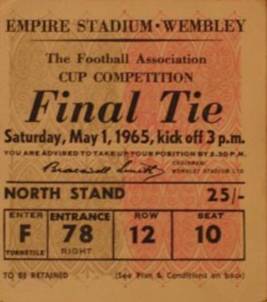 EMPIRE STADIUM · WEMBLEY
The Football Association
CUP COMPETITION
Final Tie
Saturday, May 1, 1965, kick off 3 p.m.
YOU ARE ADVISED TO TAKE UP YOUR POSITION BY 2.30 P.M.
CHAIRMAN:
WEMBLEY STADIUM LTD
NORTH STAND 25/-
ENTER
F
TURNSTILE
ENTRANCE
78
RIGHT
ROW
12
SEAT
10
TO BE RETAINED (See Plan & Conditions on back)